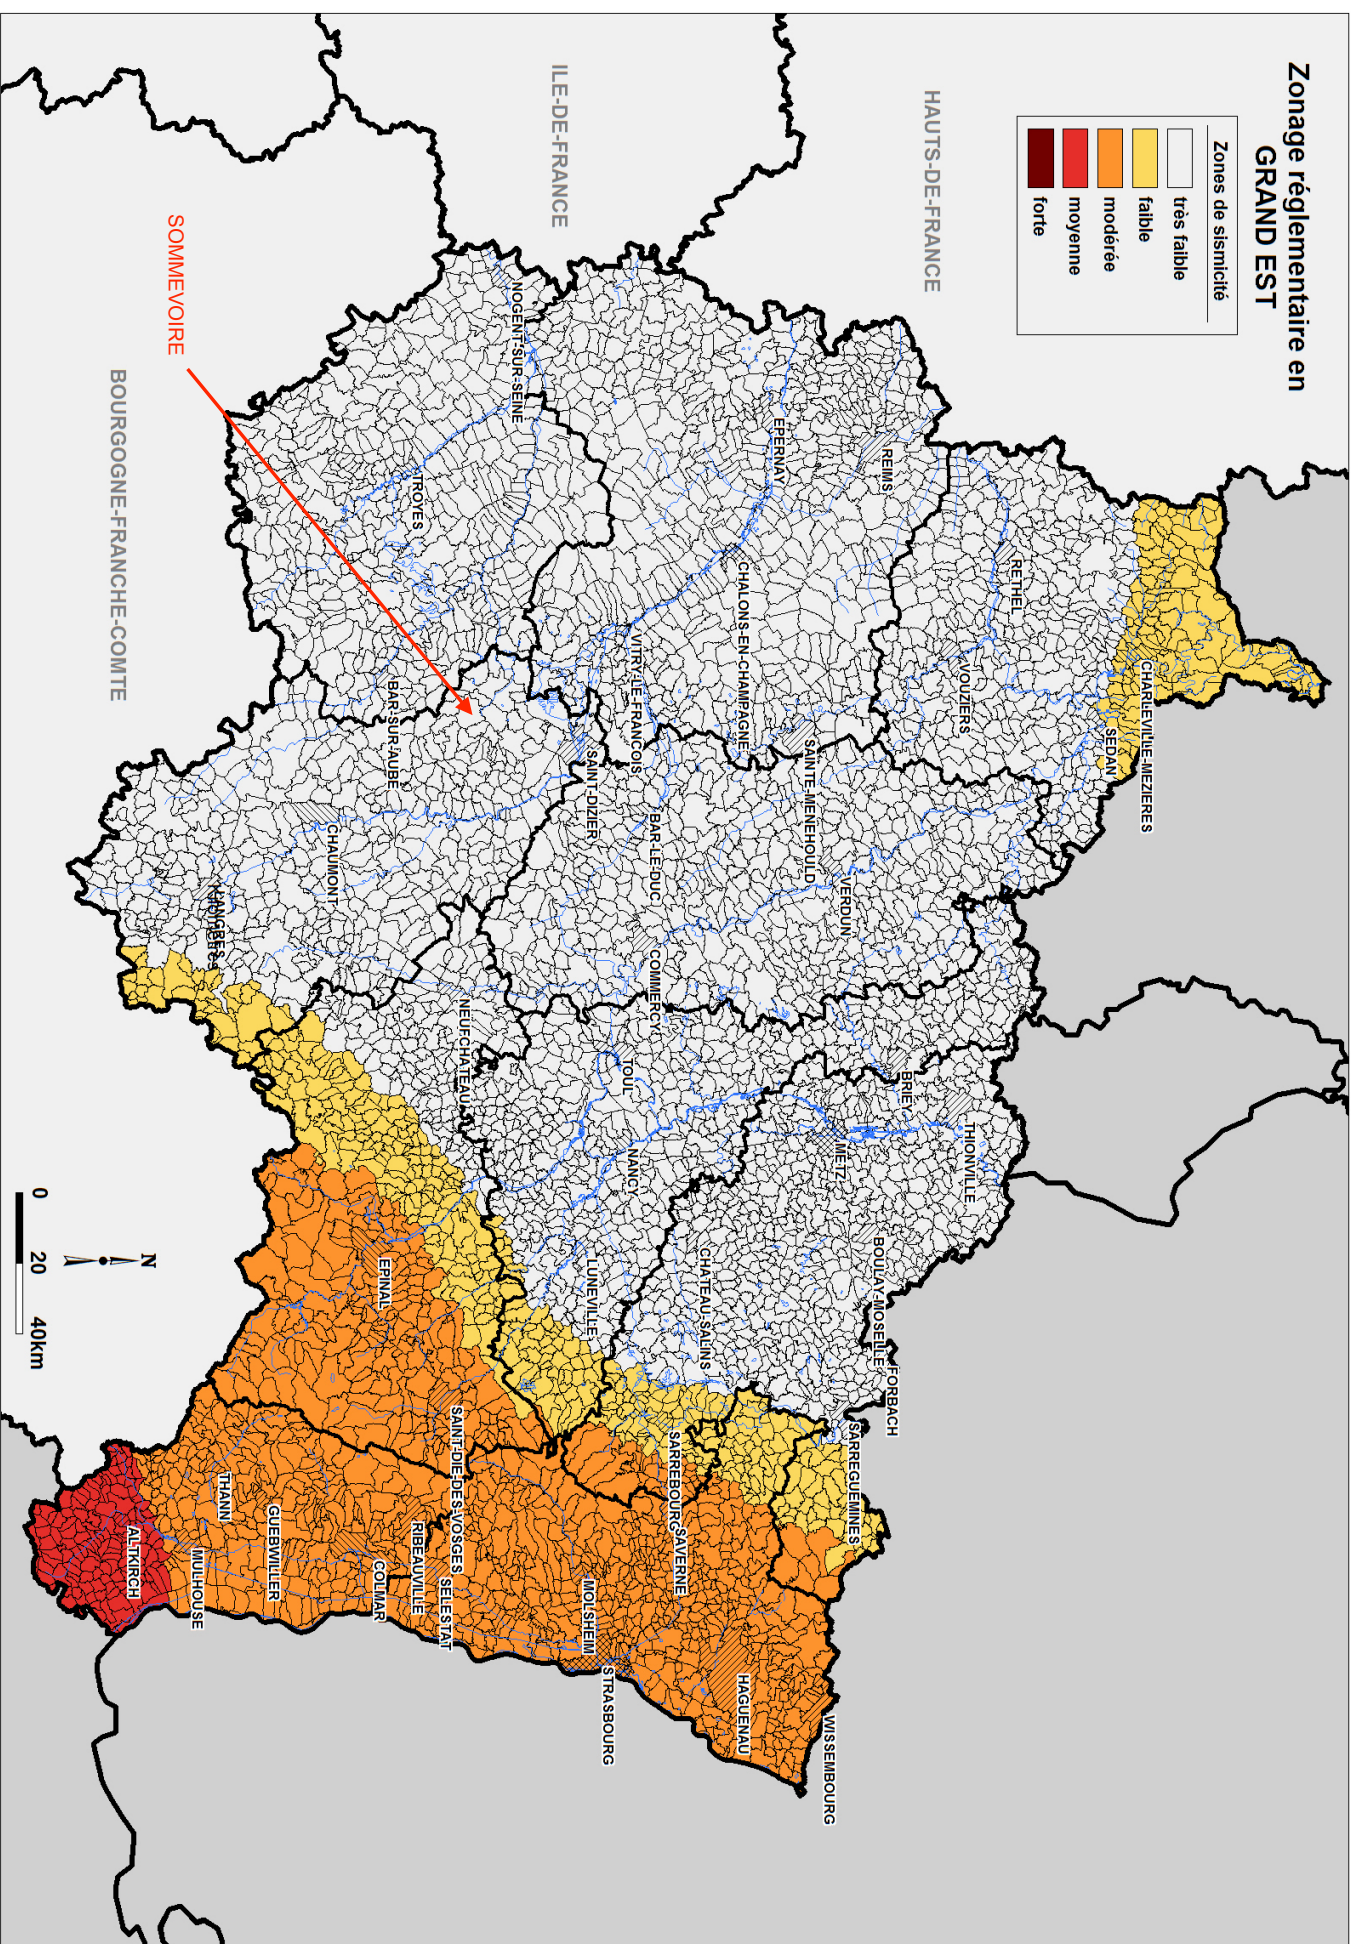 Zonage réglementaire en
GRAND EST
Zones de sismicité
très faible
faible
modérée
moyenne
forte
HAUTS-DE-FRANCE
ILE-DE-FRANCE
BOURGOGNE-FRANCHE-COMTE
SOMMEVOIRE
CHARLEVILLE-MEZIERES
SEDAN
RETHEL
VOUZIERS
REIMS
EPERNAY
CHALONS-EN-CHAMPAGNE
SAINTE-MENEHOULD
VERDUN
BRIEY
THIONVILLE
METZ
BOULAY-MOSELLE
FORBACH
SARREGUEMINES
WISSEMBOURG
HAGUENAU
SAVERNE
SARREBOURG
CHATEAU-SALINS
VITRY-LE-FRANCOIS
BAR-LE-DUC
COMMERCY
TOUL
NANCY
LUNEVILLE
STRASBOURG
MOLSHEIM
SAINT-DIZIER
NOGENT-SUR-SEINE
TROYES
BAR-SUR-AUBE
CHAUMONT
LANGRES
NEUFCHATEAU
EPINAL
SAINT-DIE-DES-VOSGES
SELESTAT
RIBEAUVILLE
COLMAR
GUEBWILLER
THANN
MULHOUSE
ALTKIRCH
N
0 20 40km